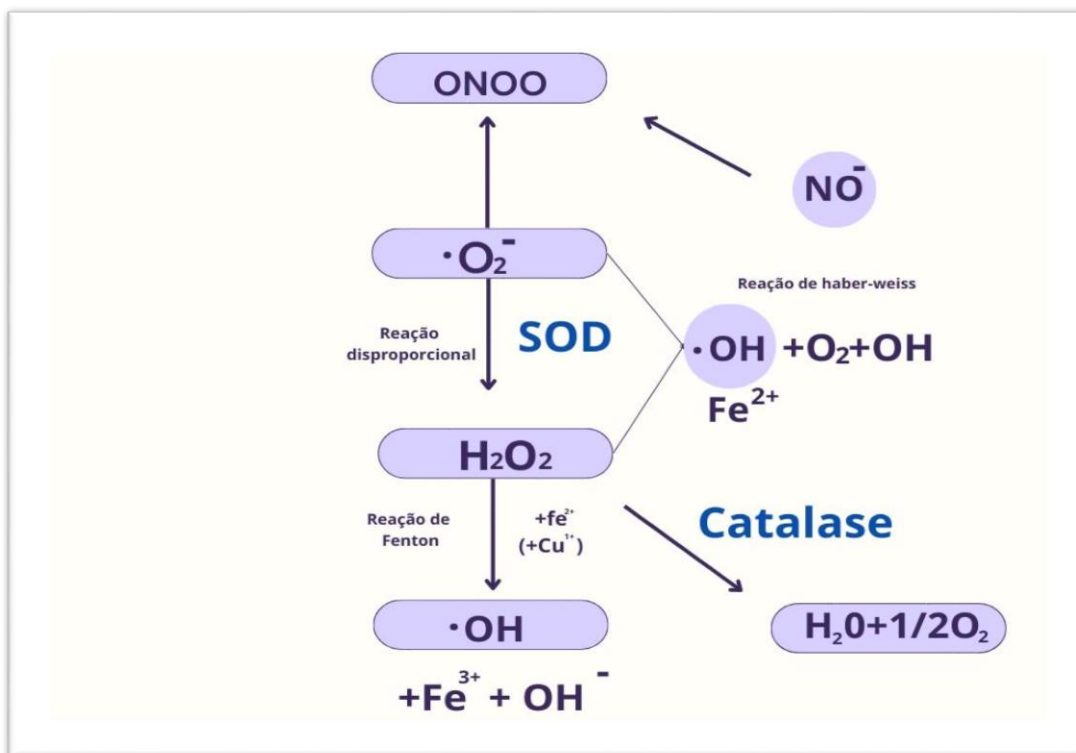 ONOO
NO⁻
·O₂⁻
Reação de haber-weiss
Reação
disproporcional
SOD
·OH +O₂+OH
Fe²⁺
H₂O₂
Reação de
Fenton
+fe²⁺
(+Cu¹⁺)
Catalase
·OH
H₂0+1/2O₂
+Fe³⁺ + OH⁻